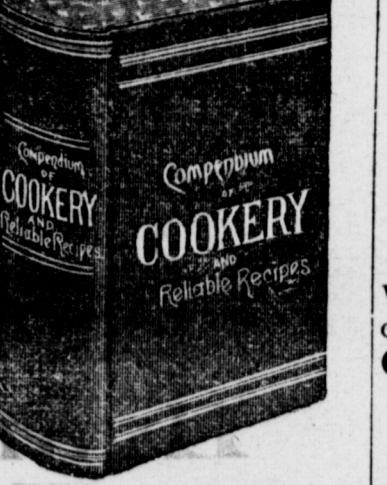 Compendium
OF
COOKERY
AND
Reliable Recipes
Compendium
OF
COOKERY
AND
Reliable Recipes